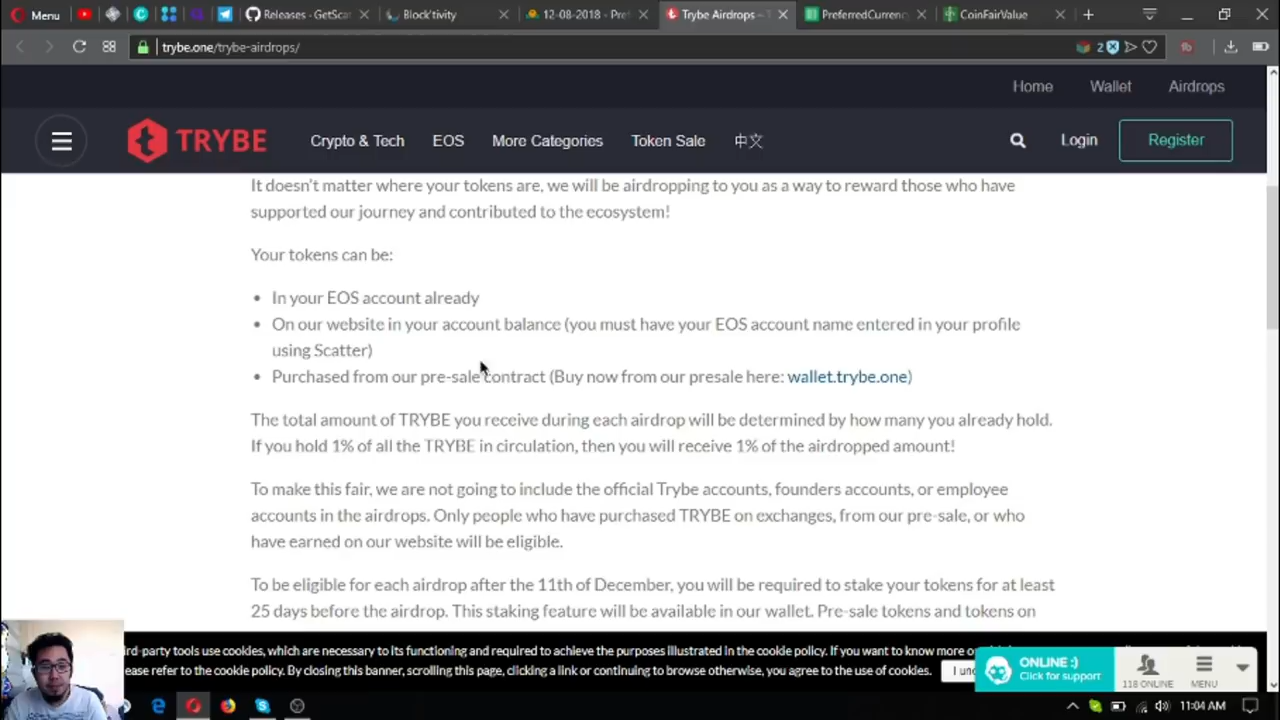 Menu
Releases - GetScat
Block'tivity
12-08-2018 - Pref
Trybe Airdrops – T
PreferredCurrenc
CoinFairValue
trybe.one/trybe-airdrops/
2
Home Wallet Airdrops
TRYBE Crypto & Tech EOS More Categories Token Sale 中文 Login Register
It doesn't matter where your tokens are, we will be airdropping to you as a way to reward those who have
supported our journey and contributed to the ecosystem!
Your tokens can be:
• In your EOS account already
• On our website in your account balance (you must have your EOS account name entered in your profile
using Scatter)
• Purchased from our pre-sale contract (Buy now from our presale here: wallet.trybe.one)
The total amount of TRYBE you receive during each airdrop will be determined by how many you already hold.
If you hold 1% of all the TRYBE in circulation, then you will receive 1% of the airdropped amount!
To make this fair, we are not going to include the official Trybe accounts, founders accounts, or employee
accounts in the airdrops. Only people who have purchased TRYBE on exchanges, from our pre-sale, or who
have earned on our website will be eligible.
To be eligible for each airdrop after the 11th of December, you will be required to stake your tokens for at least
25 days before the airdrop. This staking feature will be available in our wallet. Pre-sale tokens and tokens on
ird-party tools use cookies, which are necessary to its functioning and required to achieve the purposes illustrated in the cookie policy. If you want to know more o
ease refer to the cookie policy. By closing this banner, scrolling this page, clicking a link or continuing to browse otherwise, you agree to the use of cookies. I und
ONLINE :)
Click for support
118 ONLINE
MENU
11:04 AM